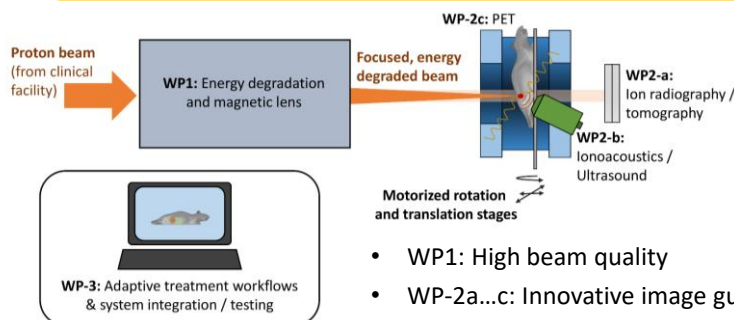 WP-2c: PET
Proton beam
(from clinical
facility)
WP1: Energy degradation
and magnetic lens
Focused, energy
degraded beam
WP2-a:
Ion radiography /
tomography
WP2-b:
Ionoacoustics /
Ultrasound
Motorized rotation
and translation stages
WP-3: Adaptive treatment workflows
& system integration / testing
• WP1: High beam quality
• WP-2a...c: Innovative image gu